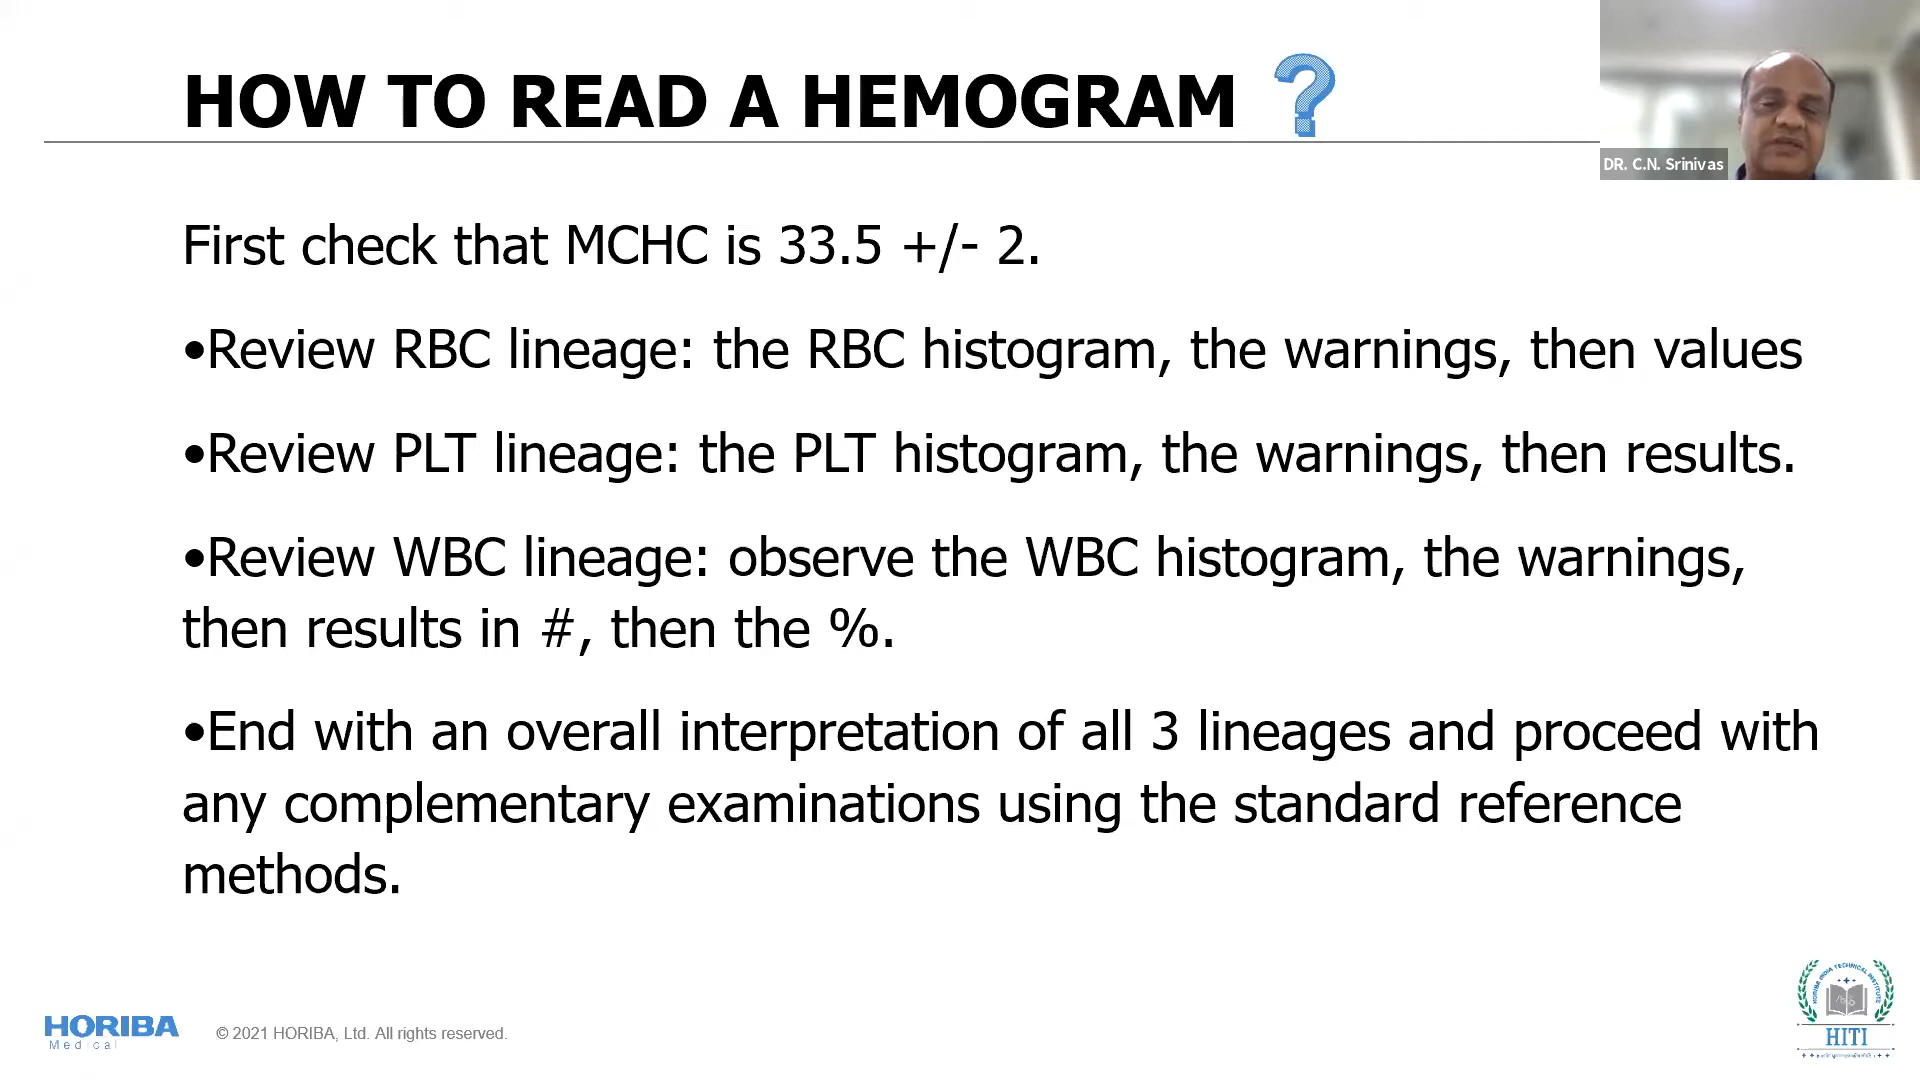 HOW TO READ A HEMOGRAM ?
DR. C.N. Srinivas
First check that MCHC is 33.5 +/- 2.
•Review RBC lineage: the RBC histogram, the warnings, then values
•Review PLT lineage: the PLT histogram, the warnings, then results.
•Review WBC lineage: observe the WBC histogram, the warnings,
then results in #, then the %.
•End with an overall interpretation of all 3 lineages and proceed with
any complementary examinations using the standard reference
methods.
HORIBA
Medical
© 2021 HORIBA, Ltd. All rights reserved.
HORIBA INDIA TECHNICAL INSTITUTE
HITI